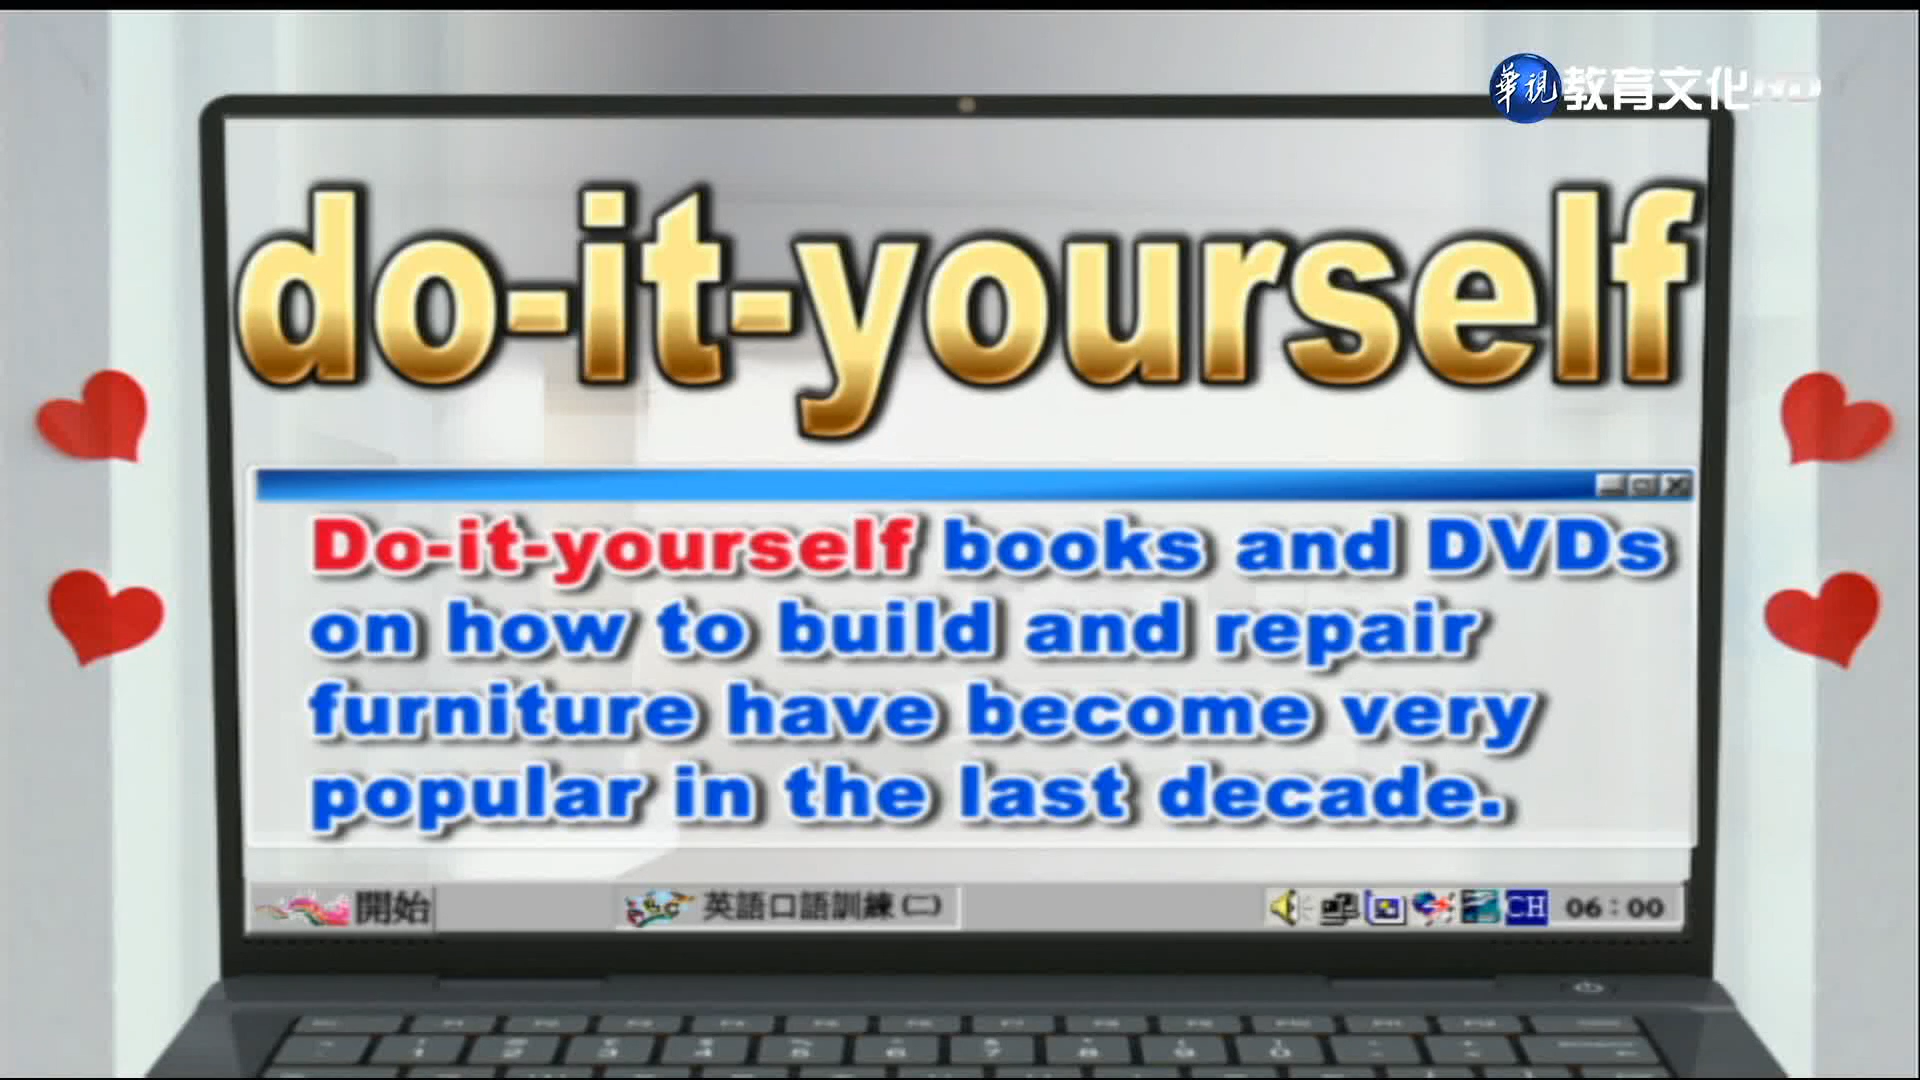 華視 教育文化HD
do-it-yourself
Do-it-yourself books and DVDs
on how to build and repair
furniture have become very
popular in the last decade.
開始
英語口語訓練(二)
CH
06:00